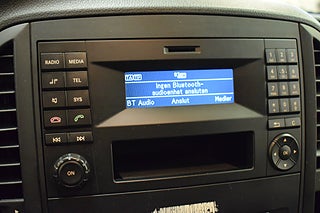 RADIO MEDIA
TEL
SYS
Ingen Bluetooth-
audioenhet ansluten
BT Audio Anslut Medier
ON